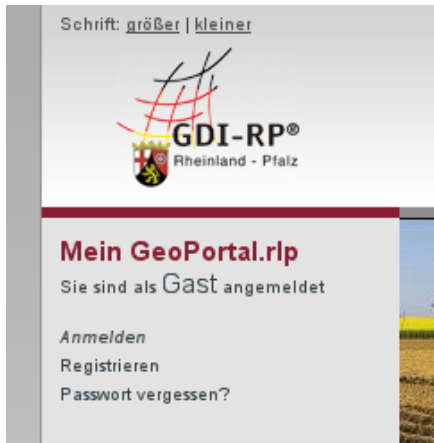 Schrift: größer | kleiner
GDI-RP®
Rheinland - Pfalz
Mein GeoPortal.rlp
Sie sind als Gast angemeldet
Anmelden
Registrieren
Passwort vergessen?